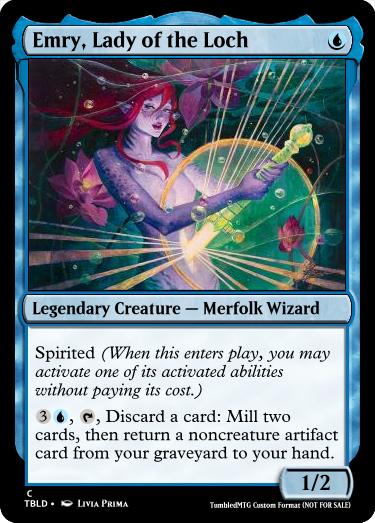 Emry, Lady of the Loch
Legendary Creature — Merfolk Wizard
Spirited (When this enters play, you may
activate one of its activated abilities
without paying its cost.)
3, Discard a card: Mill two
cards, then return a noncreature artifact
card from your graveyard to your hand.
1/2
C
TBLD • Livia Prima
TumbledMTG Custom Format (NOT FOR SALE)